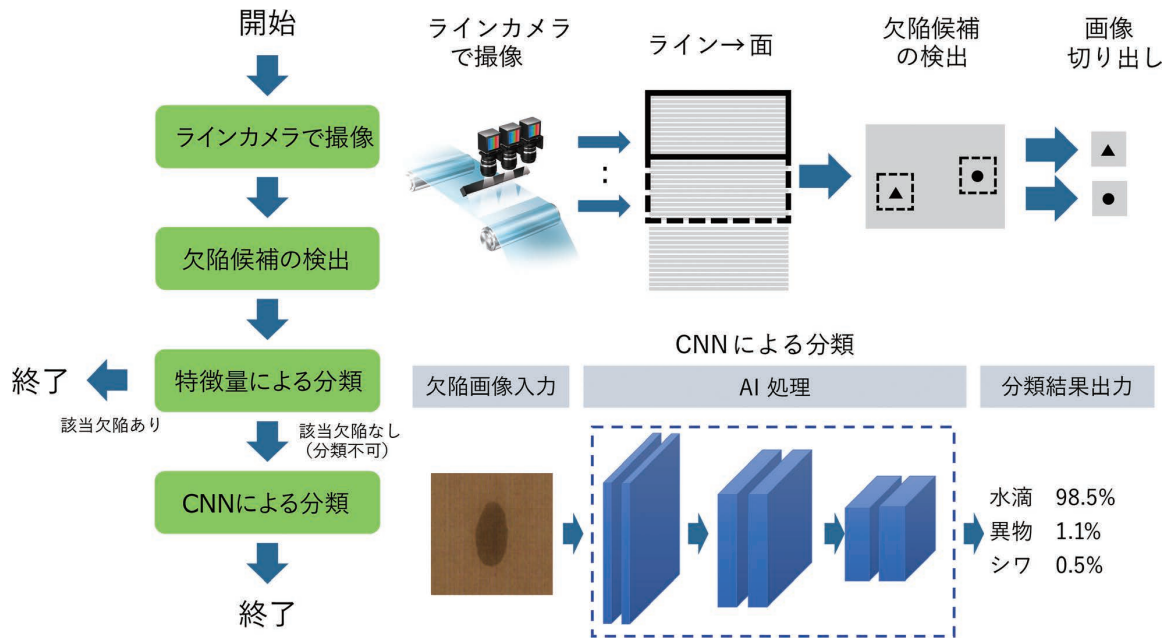 開始
ラインカメラで撮像
欠陥候補の検出
特徴量による分類
終了
該当欠陥あり
該当欠陥なし
（分類不可）
CNNによる分類
終了
ラインカメラ
で撮像
ライン→面
欠陥候補
の検出
画像
切り出し
:
CNNによる分類
欠陥画像入力
AI 処理
分類結果出力
水滴 98.5%
異物 1.1%
シワ 0.5%